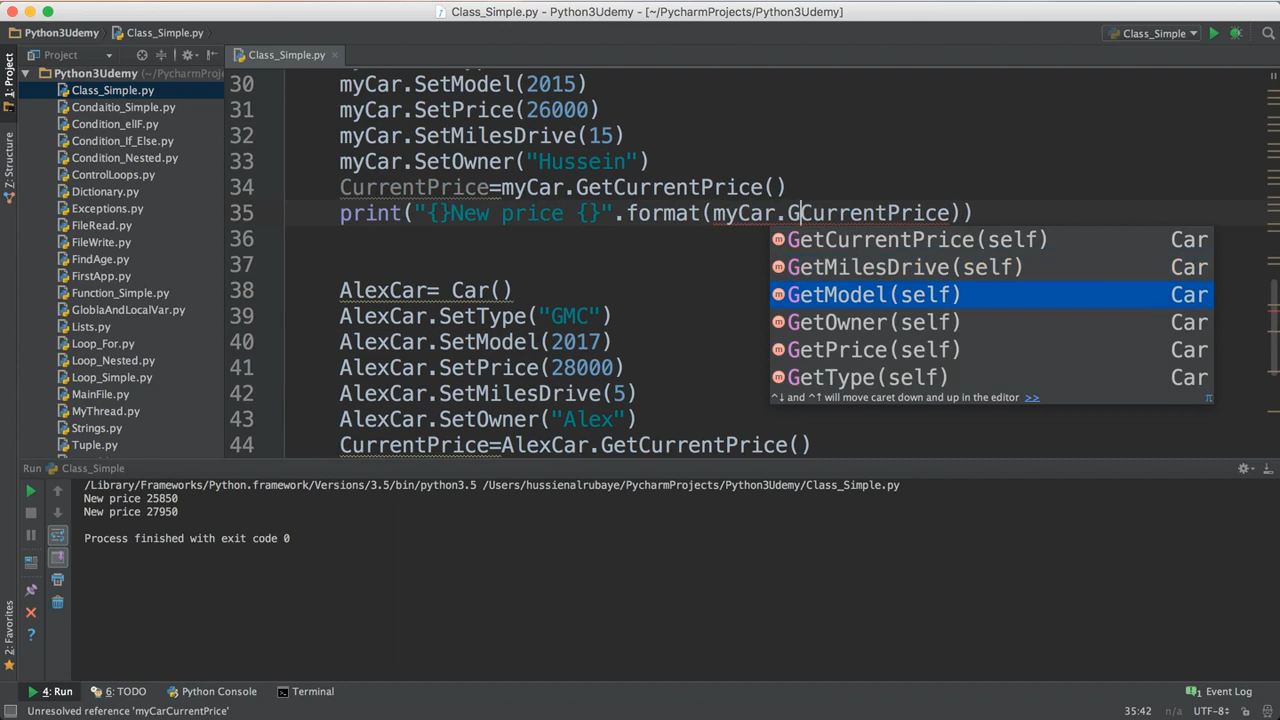 Class_Simple.py - Python3Udemy - [~/PycharmProjects/Python3Udemy]
Python3Udemy Class_Simple.py Class_Simple
Project Class_Simple.py
1: Project
Z: Structure
2: Favorites
Python3Udemy (~/PycharmProj
Class_Simple.py
Condaitio_Simple.py
Condition_elIF.py
Condition_If_Else.py
Condition_Nested.py
ControlLoops.py
DIctionary.py
Exceptions.py
FileRead.py
FileWrite.py
FindAge.py
FirstApp.py
Function_Simple.py
GloblaAndLocalVar.py
Lists.py
Loop_For.py
Loop_Nested.py
Loop_Simple.py
MainFile.py
MyThread.py
Strings.py
Tuple.py
30 myCar.SetModel(2015)
31 myCar.SetPrice(26000)
32 myCar.SetMilesDrive(15)
33 myCar.SetOwner("Hussein")
34 CurrentPrice=myCar.GetCurrentPrice()
35 print("{}New price {}".format(myCar.GCurrentPrice))
36
37
38 AlexCar= Car()
39 AlexCar.SetType("GMC")
40 AlexCar.SetModel(2017)
41 AlexCar.SetPrice(28000)
42 AlexCar.SetMilesDrive(5)
43 AlexCar.SetOwner("Alex")
44 CurrentPrice=AlexCar.GetCurrentPrice()
m GetCurrentPrice(self) Car
m GetMilesDrive(self) Car
m GetModel(self) Car
m GetOwner(self) Car
m GetPrice(self) Car
m GetType(self) Car
^↓ and ^↑ will move caret down and up in the editor >> π
Run Class_Simple
/Library/Frameworks/Python.framework/Versions/3.5/bin/python3.5 /Users/hussienalrubaye/PycharmProjects/Python3Udemy/Class_Simple.py
New price 25850
New price 27950
Process finished with exit code 0
4: Run 6: TODO Python Console Terminal 1 Event Log
Unresolved reference 'myCarCurrentPrice' 35:42 n/a UTF-8